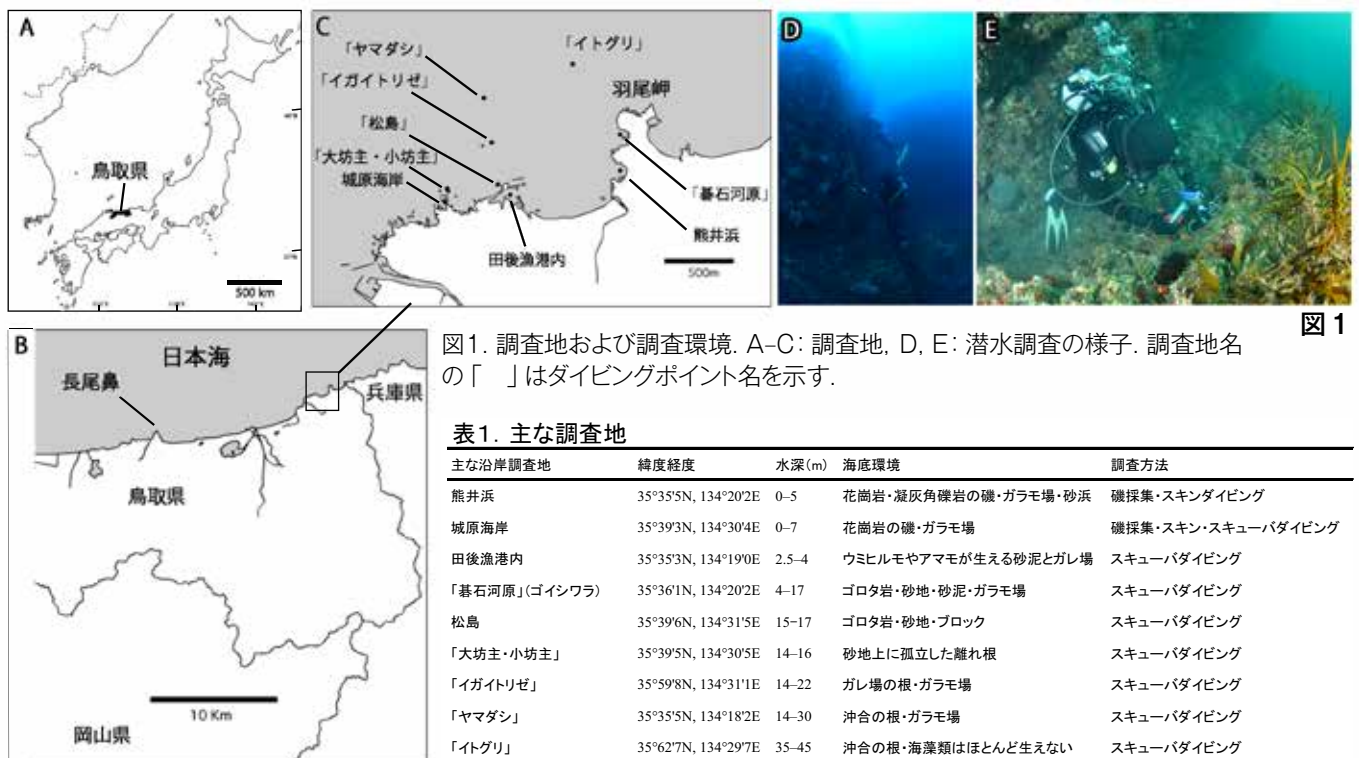 A
鳥取県
500 km
C
「ヤマダシ」
「イトグリ」
「イガイトリゼ」
羽尾岬
「松島」
「大坊主・小坊主」
城原海岸
「碁石河原」
熊井浜
田後漁港内
500m
D
E
図1
B
日本海
長尾鼻
兵庫県
鳥取県
10 Km
岡山県
図1. 調査地および調査環境. A–C: 調査地, D, E: 潜水調査の様子. 調査地名
の「　」はダイビングポイント名を示す.
表1. 主な調査地
主な沿岸調査地 緯度経度 水深(m) 海底環境 調査方法
熊井浜 35°35'5N, 134°20'2E 0–5 花崗岩・凝灰角礫岩の磯・ガラモ場・砂浜 磯採集・スキンダイビング
城原海岸 35°39'3N, 134°30'4E 0–7 花崗岩の磯・ガラモ場 磯採集・スキン・スキューバダイビング
田後漁港内 35°35'3N, 134°19'0E 2.5–4 ウミヒルモやアマモが生える砂泥とガレ場 スキューバダイビング
「碁石河原」(ゴイシワラ) 35°36'1N, 134°20'2E 4–17 ゴロタ岩・砂地・砂泥・ガラモ場 スキューバダイビング
松島 35°39'6N, 134°31'5E 15-17 ゴロタ岩・砂地・ブロック スキューバダイビング
「大坊主・小坊主」 35°39'5N, 134°30'5E 14–16 砂地上に孤立した離れ根 スキューバダイビング
「イガイトリゼ」 35°59'8N, 134°31'1E 14–22 ガレ場の根・ガラモ場 スキューバダイビング
「ヤマダシ」 35°35'5N, 134°18'2E 14–30 沖合の根・ガラモ場 スキューバダイビング
「イトグリ」 35°62'7N, 134°29'7E 35–45 沖合の根・海藻類はほとんど生えない スキューバダイビング